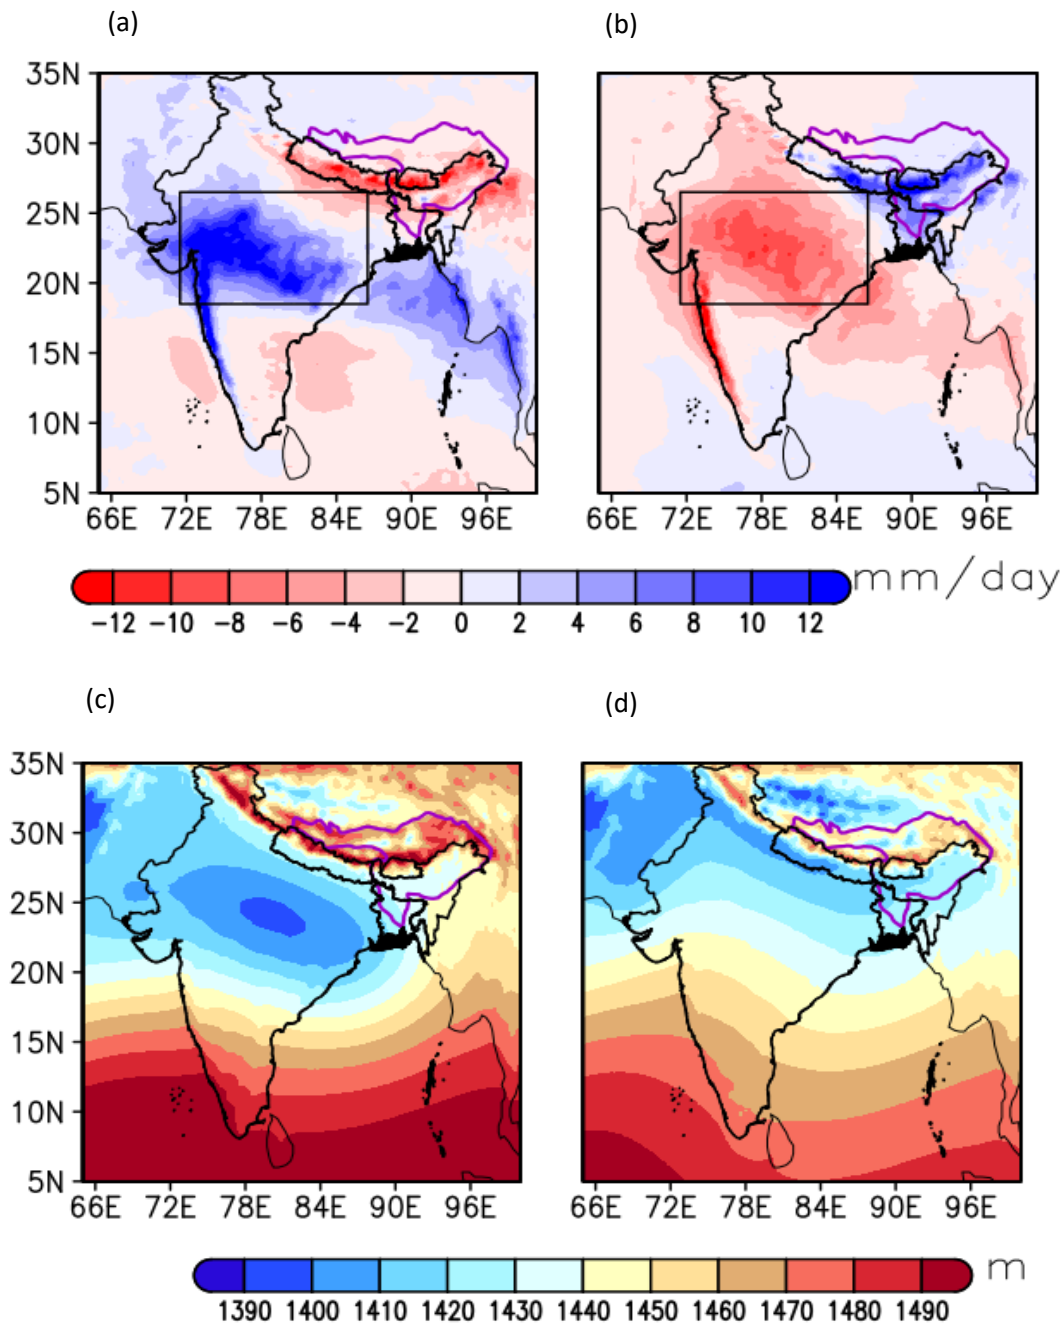 (a) (b)
35N
30N
25N
20N
15N
10N
5N
66E 72E 78E 84E 90E 96E 66E 72E 78E 84E 90E 96E
mm/day
−12 −10 −8 −6 −4 −2 0 2 4 6 8 10 12
(c) (d)
35N
30N
25N
20N
15N
10N
5N
66E 72E 78E 84E 90E 96E 66E 72E 78E 84E 90E 96E
m
1390 1400 1410 1420 1430 1440 1450 1460 1470 1480 1490